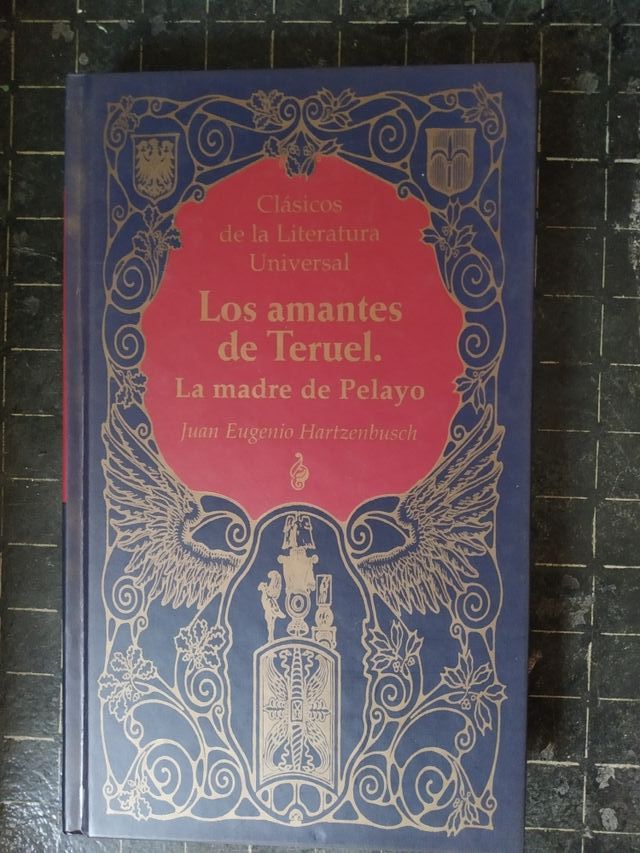 Clásicos
de la Literatura
Universal
Los amantes
de Teruel.
La madre de Pelayo
Juan Eugenio Hartzenbusch